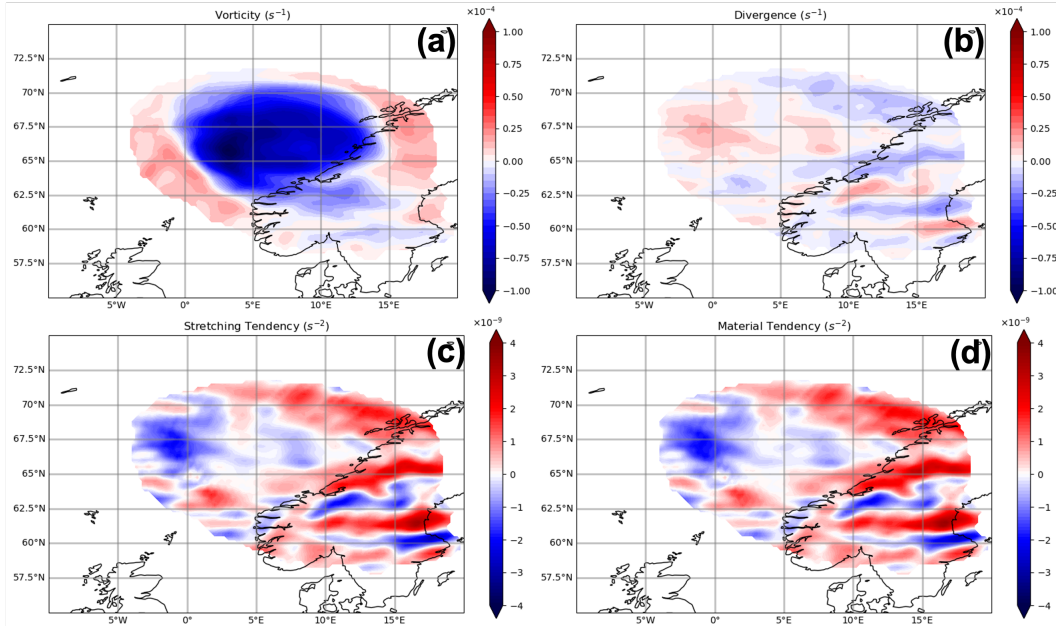 Vorticity (s⁻¹)
(a)
72.5°N
70°N
67.5°N
65°N
62.5°N
60°N
57.5°N
5°W
0°
5°E
10°E
15°E
×10⁻⁴
1.00
0.75
0.50
0.25
0.00
−0.25
−0.50
−0.75
−1.00
Divergence (s⁻¹)
(b)
72.5°N
70°N
67.5°N
65°N
62.5°N
60°N
57.5°N
5°W
0°
5°E
10°E
15°E
×10⁻⁴
1.00
0.75
0.50
0.25
0.00
−0.25
−0.50
−0.75
−1.00
Stretching Tendency (s⁻²)
(c)
72.5°N
70°N
67.5°N
65°N
62.5°N
60°N
57.5°N
5°W
0°
5°E
10°E
15°E
×10⁻⁹
4
3
2
1
0
−1
−2
−3
−4
Material Tendency (s⁻²)
(d)
72.5°N
70°N
67.5°N
65°N
62.5°N
60°N
57.5°N
5°W
0°
5°E
10°E
15°E
×10⁻⁹
4
3
2
1
0
−1
−2
−3
−4